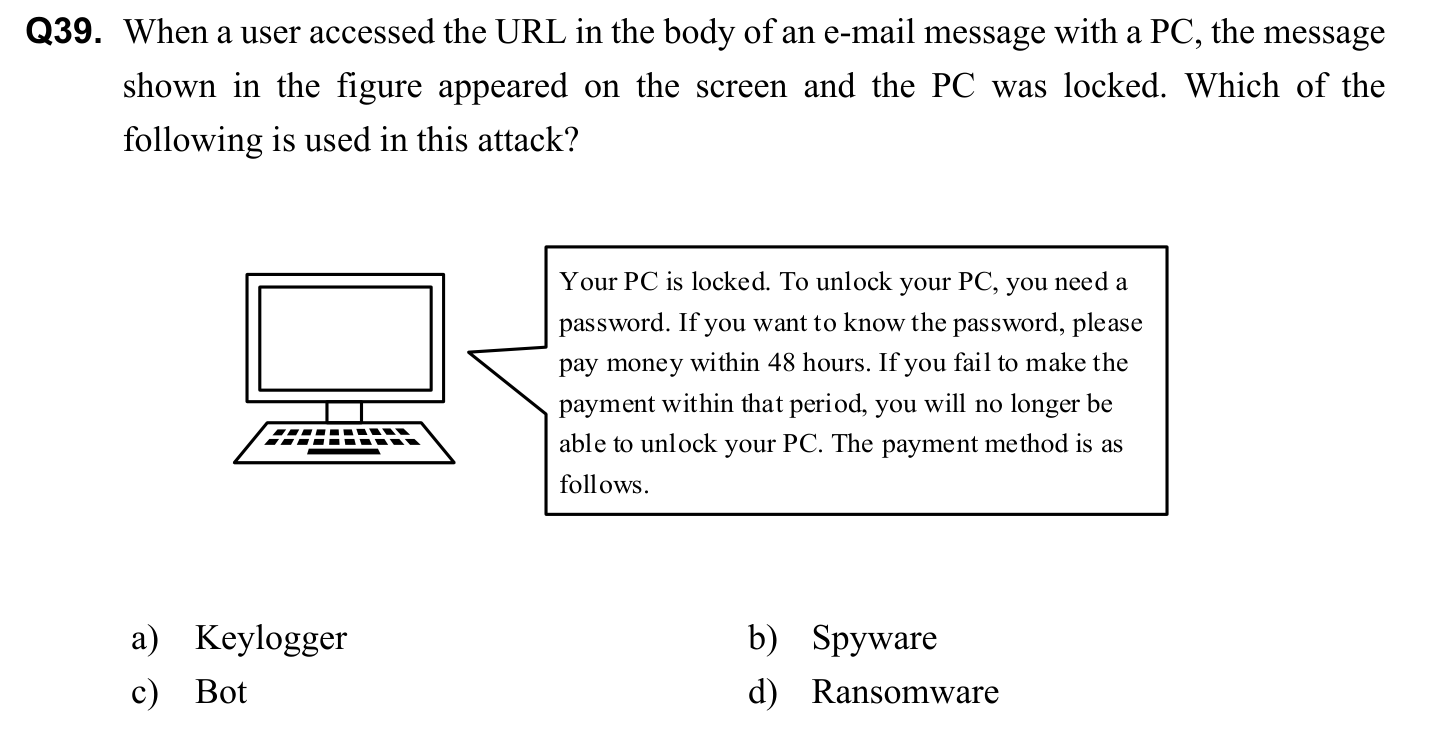 Q39. When a user accessed the URL in the body of an e-mail message with a PC, the message
shown in the figure appeared on the screen and the PC was locked. Which of the
following is used in this attack?
Your PC is locked. To unlock your PC, you need a
password. If you want to know the password, please
pay money within 48 hours. If you fail to make the
payment within that period, you will no longer be
able to unlock your PC. The payment method is as
follows.
a) Keylogger
b) Spyware
c) Bot
d) Ransomware